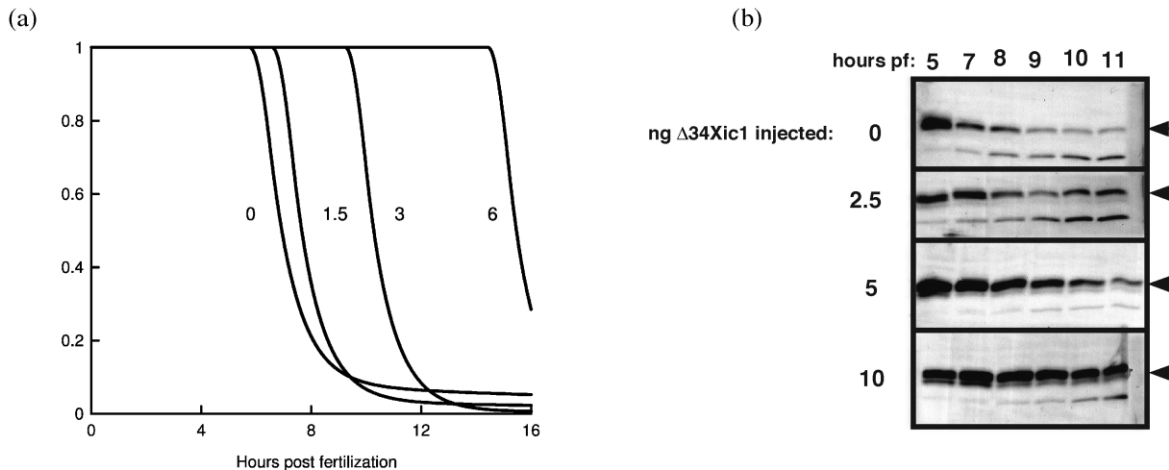 (a)
1
0.8
0.6
0.4
0.2
0
0 1.5 3 6
0 4 8 12 16
Hours post fertilization
(b)
hours pf: 5 7 8 9 10 11
ng Δ34Xic1 injected: 0
2.5
5
10